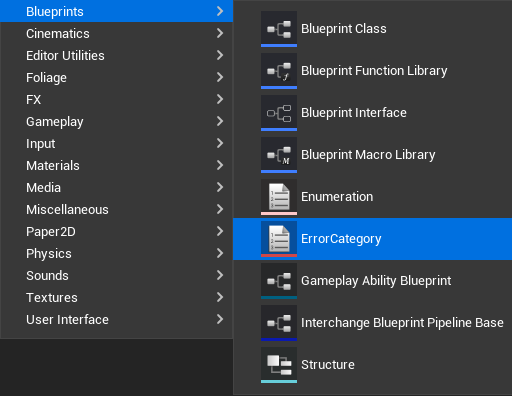 Blueprints
Cinematics
Editor Utilities
Foliage
FX
Gameplay
Input
Materials
Media
Miscellaneous
Paper2D
Physics
Sounds
Textures
User Interface
Blueprint Class
Blueprint Function Library
Blueprint Interface
Blueprint Macro Library
Enumeration
ErrorCategory
Gameplay Ability Blueprint
Interchange Blueprint Pipeline Base
Structure